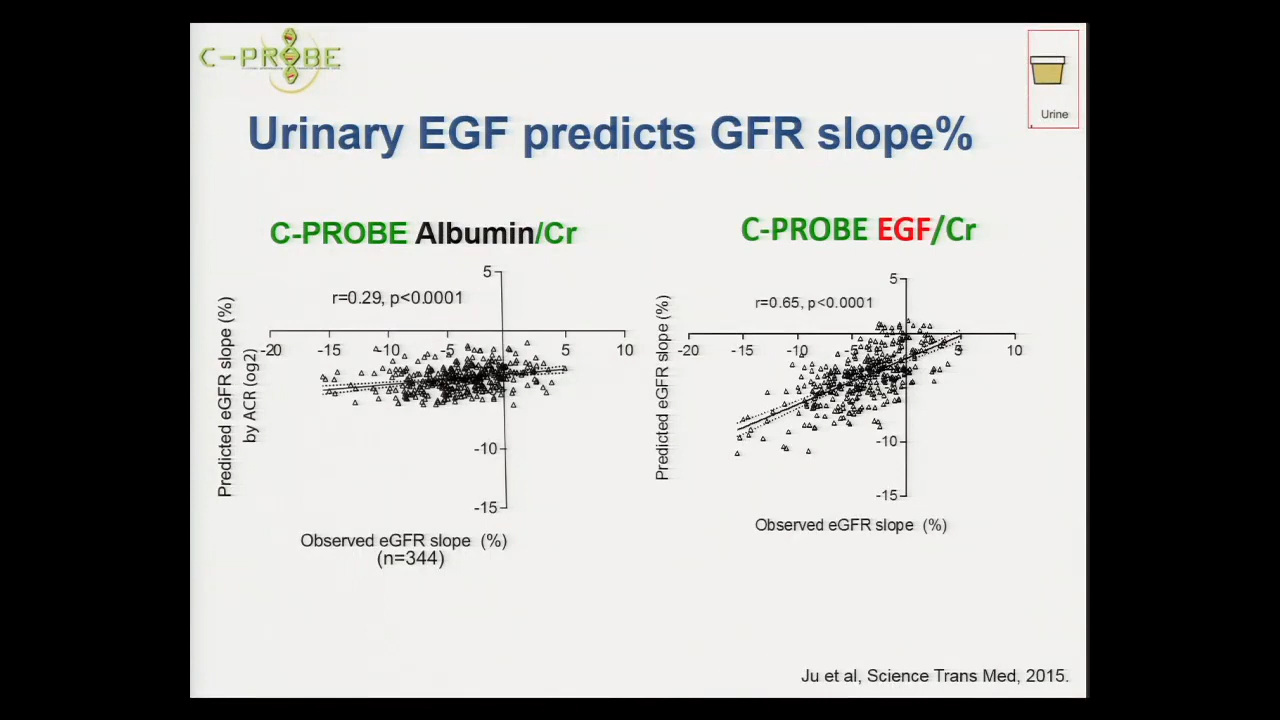 C-PROBE
Urine
Urinary EGF predicts GFR slope%
C-PROBE Albumin/Cr
r=0.29, p<0.0001
5
-20 -15 -10 -5 5 10
-10
-15
Predicted eGFR slope (%)
by ACR (og2)
Observed eGFR slope (%)
(n=344)
C-PROBE EGF/Cr
r=0.65, p<0.0001
5
-20 -15 -10 -5 5 10
-10
-15
Predicted eGFR slope (%)
Observed eGFR slope (%)
Ju et al, Science Trans Med, 2015.